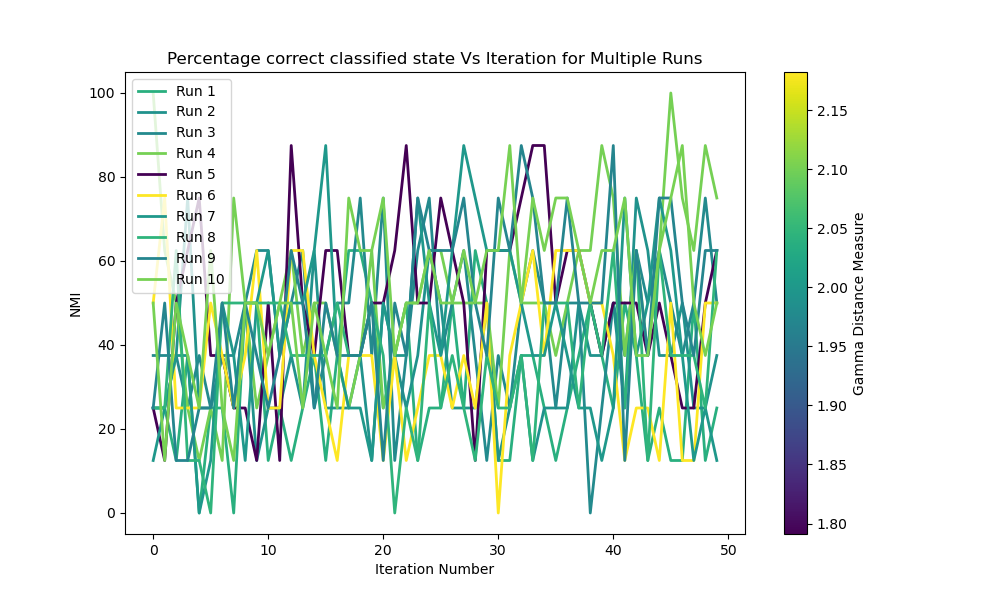 Percentage correct classified state Vs Iteration for Multiple Runs
NMI
100
80
60
40
20
0
Run 1
Run 2
Run 3
Run 4
Run 5
Run 6
Run 7
Run 8
Run 9
Run 10
0
10
20
30
40
50
Iteration Number
2.15
2.10
2.05
2.00
1.95
1.90
1.85
1.80
Gamma Distance Measure